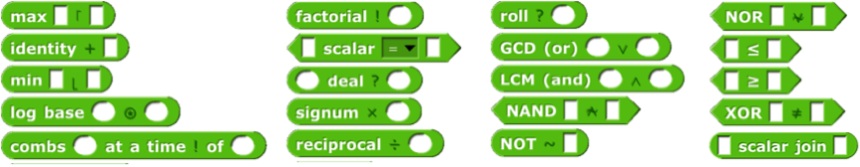 max ⌈
identity +
min ⌊
log base ⍟
combs at a time ! of
factorial !
scalar =
deal ?
signum ×
reciprocal ÷
roll ?
GCD (or) ∨
LCM (and) ∧
NAND ⍲
NOT ~
NOR ⍱
≤
≥
XOR ≠
scalar join